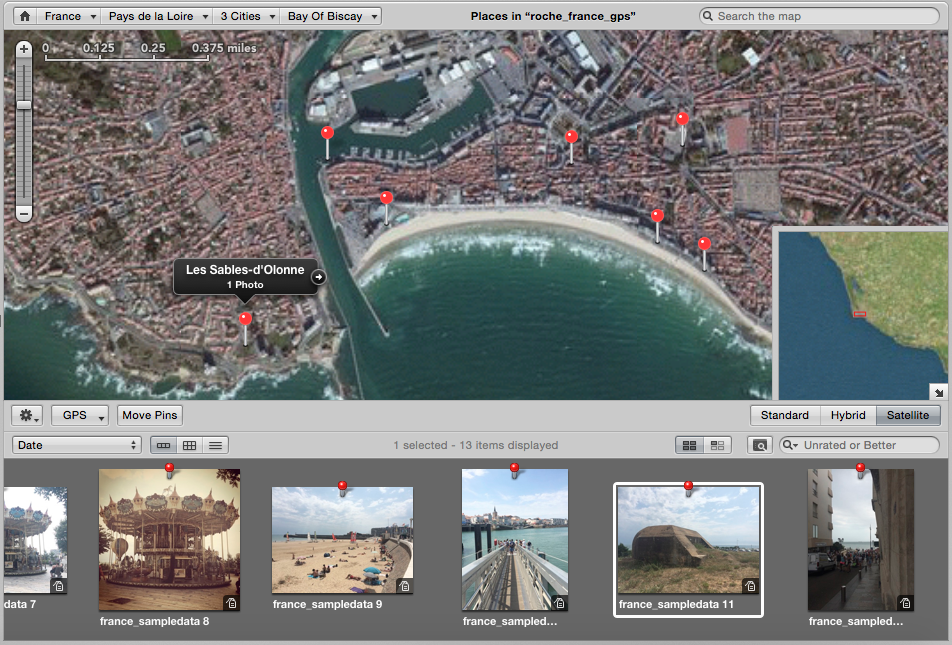 France Pays de la Loire 3 Cities Bay Of Biscay Places in “roche_france_gps” Search the map
0 0.125 0.25 0.375 miles
Les Sables-d'Olonne
1 Photo
GPS Move Pins Standard Hybrid Satellite
Date 1 selected - 13 items displayed Unrated or Better
data 7 france_sampledata 8 france_sampledata 9 france_sampled... france_sampledata 11 france_sampled...